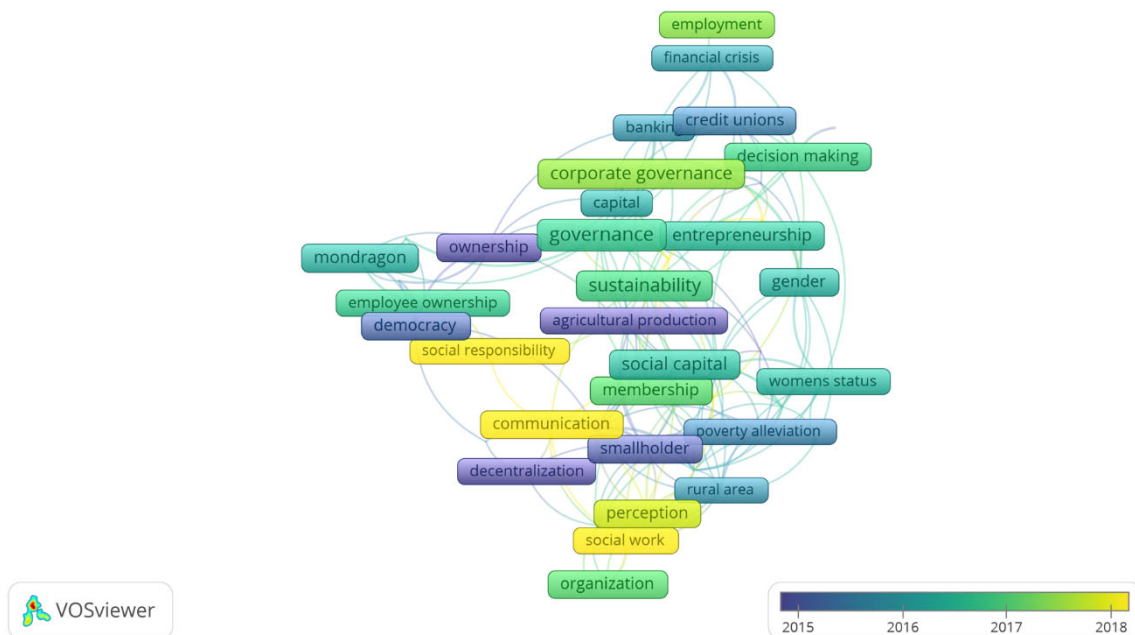 employment
financial crisis
banking
credit unions
decision making
corporate governance
capital
governance
entrepreneurship
ownership
mondragon
sustainability
gender
employee ownership
agricultural production
democracy
social responsibility
social capital
womens status
membership
communication
poverty alleviation
smallholder
decentralization
rural area
perception
social work
organization
VOSviewer
2015 2016 2017 2018